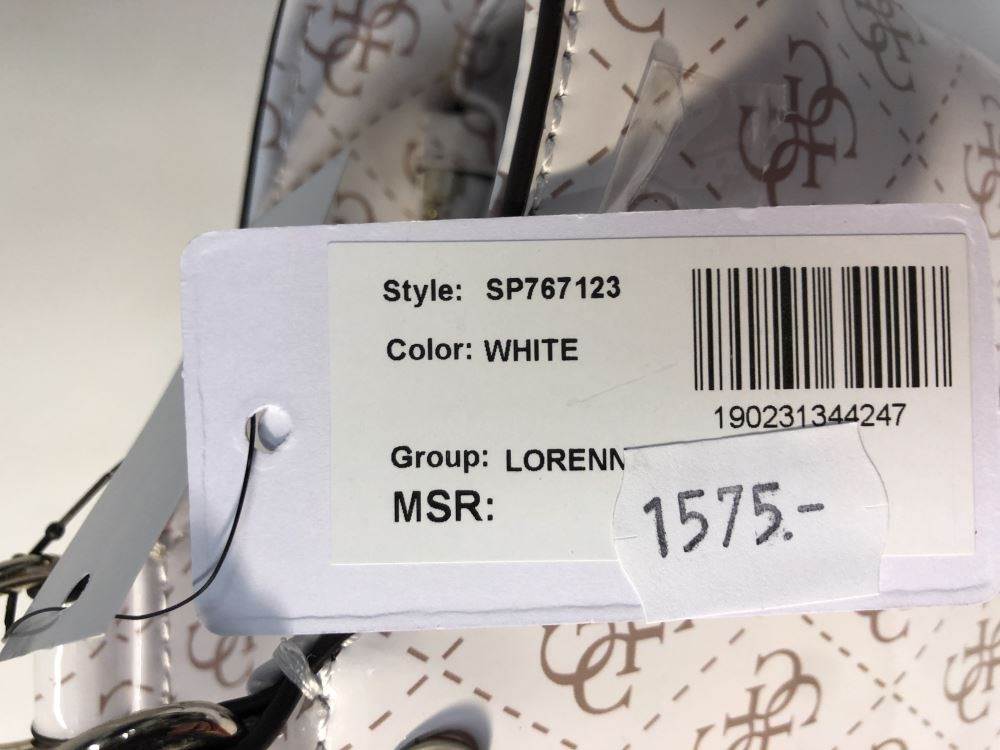 Style: SP767123
Color: WHITE
190231344247
Group: LORENN
MSR:
1575.-